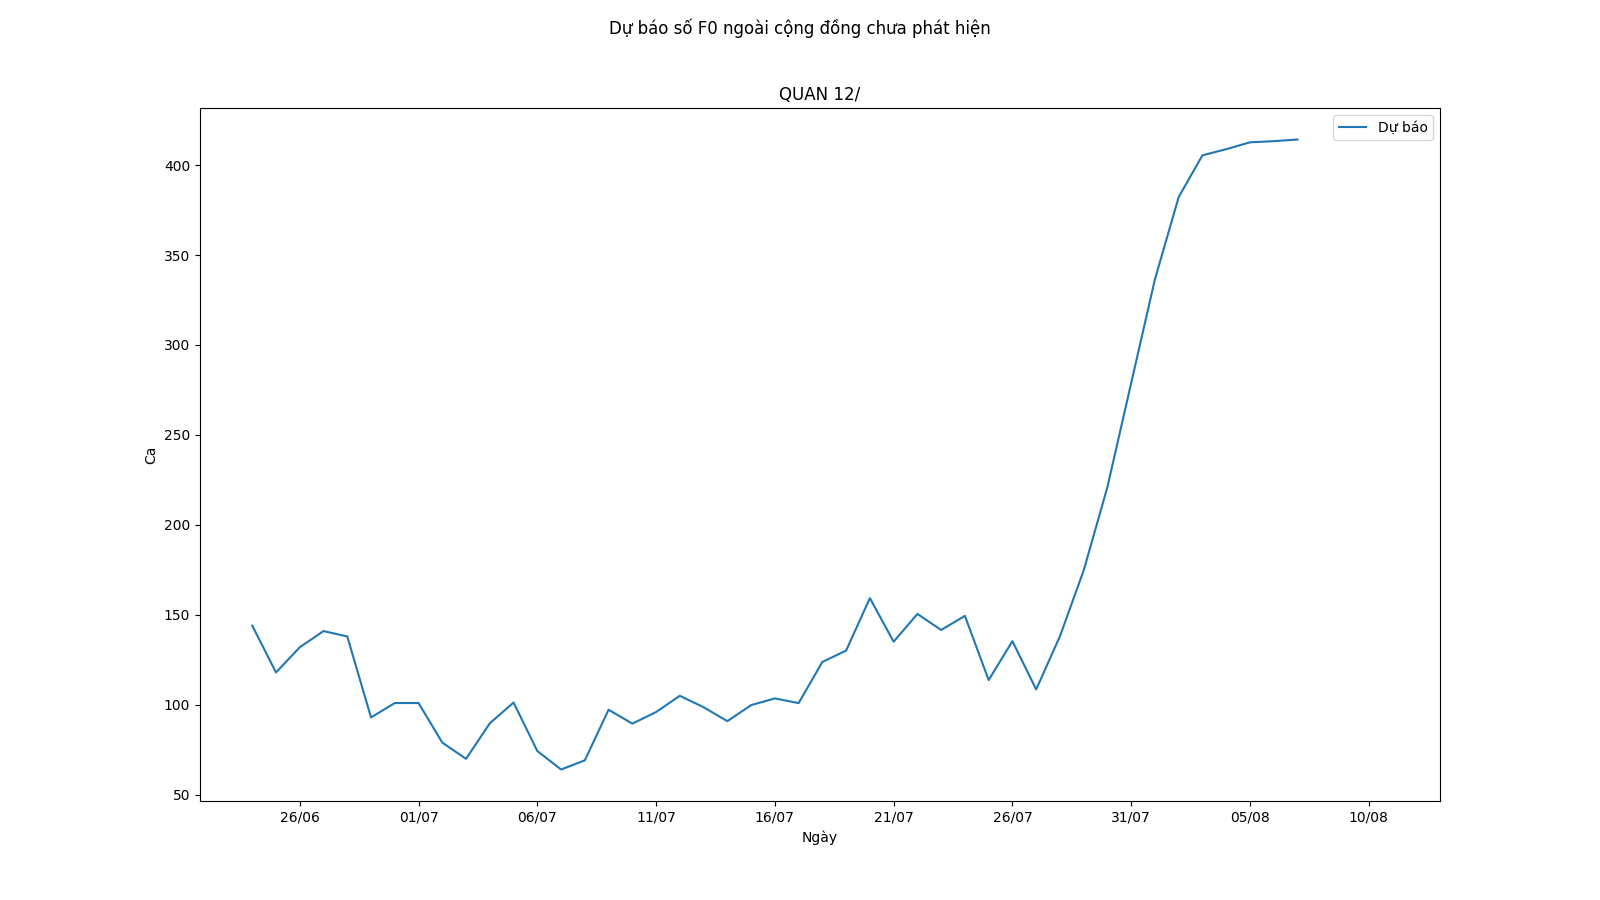 Dự báo số F0 ngoài cộng đồng chưa phát hiện
QUAN 12/
Dự báo
400
350
300
250
200
150
100
50
Ca
26/06 01/07 06/07 11/07 16/07 21/07 26/07 31/07 05/08 10/08
Ngày